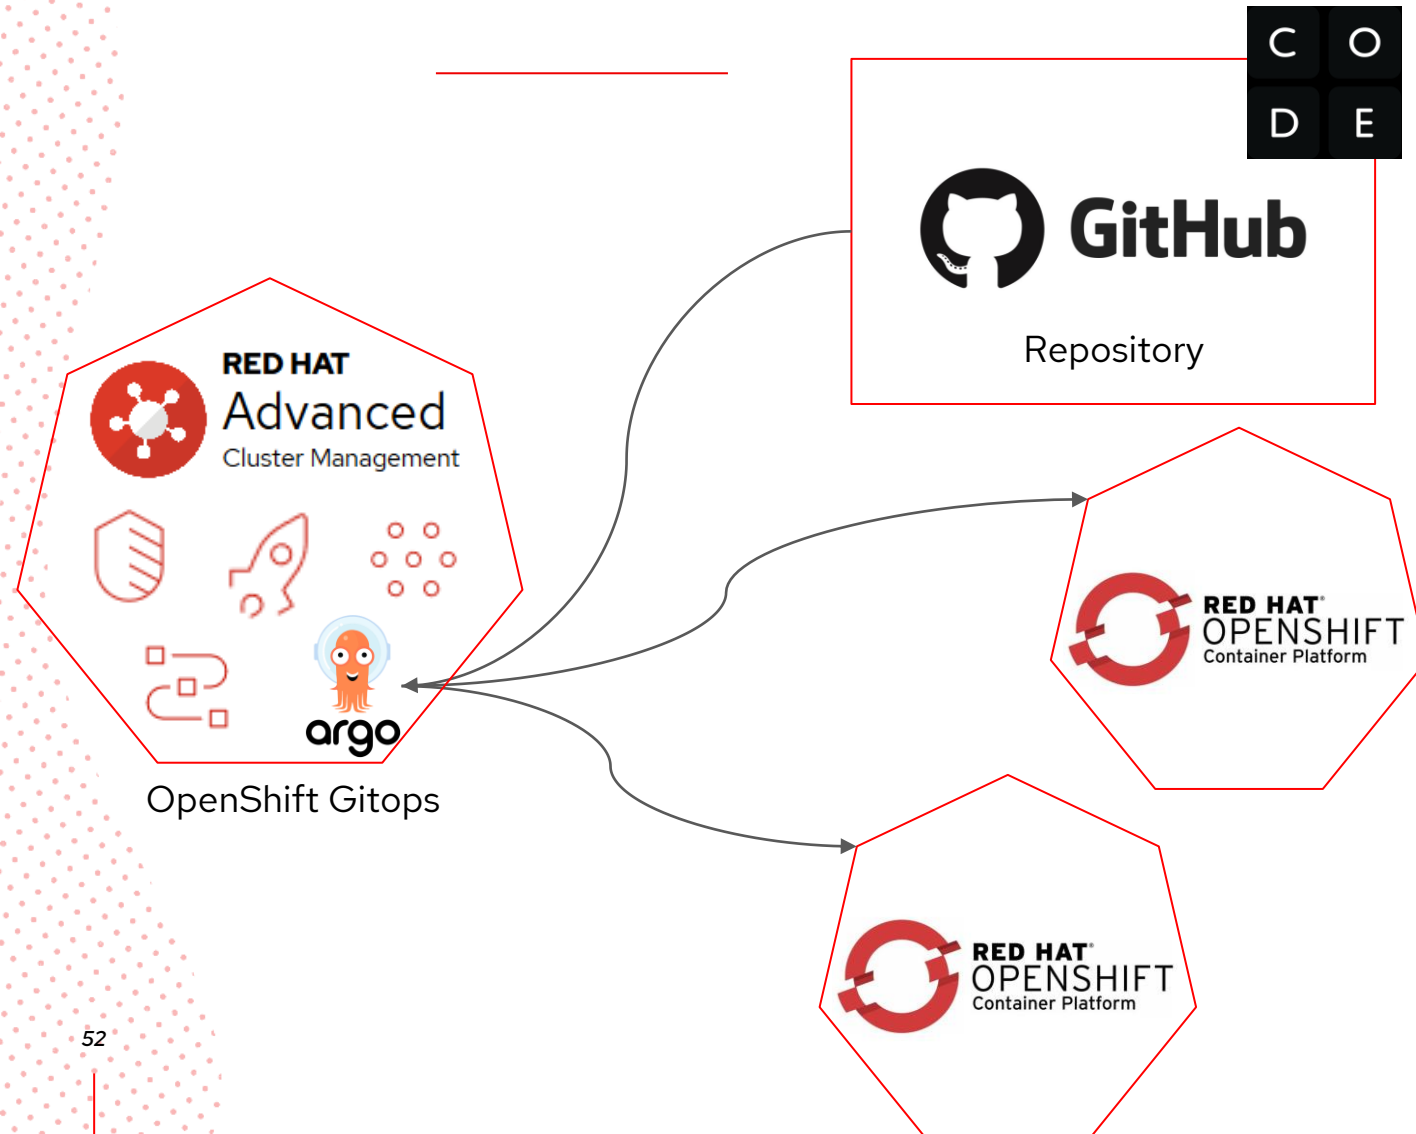 C O
D E
GitHub
Repository
RED HAT
Advanced
Cluster Management
argo
OpenShift Gitops
RED HAT
OPENSHIFT
Container Platform
RED HAT
OPENSHIFT
Container Platform
52